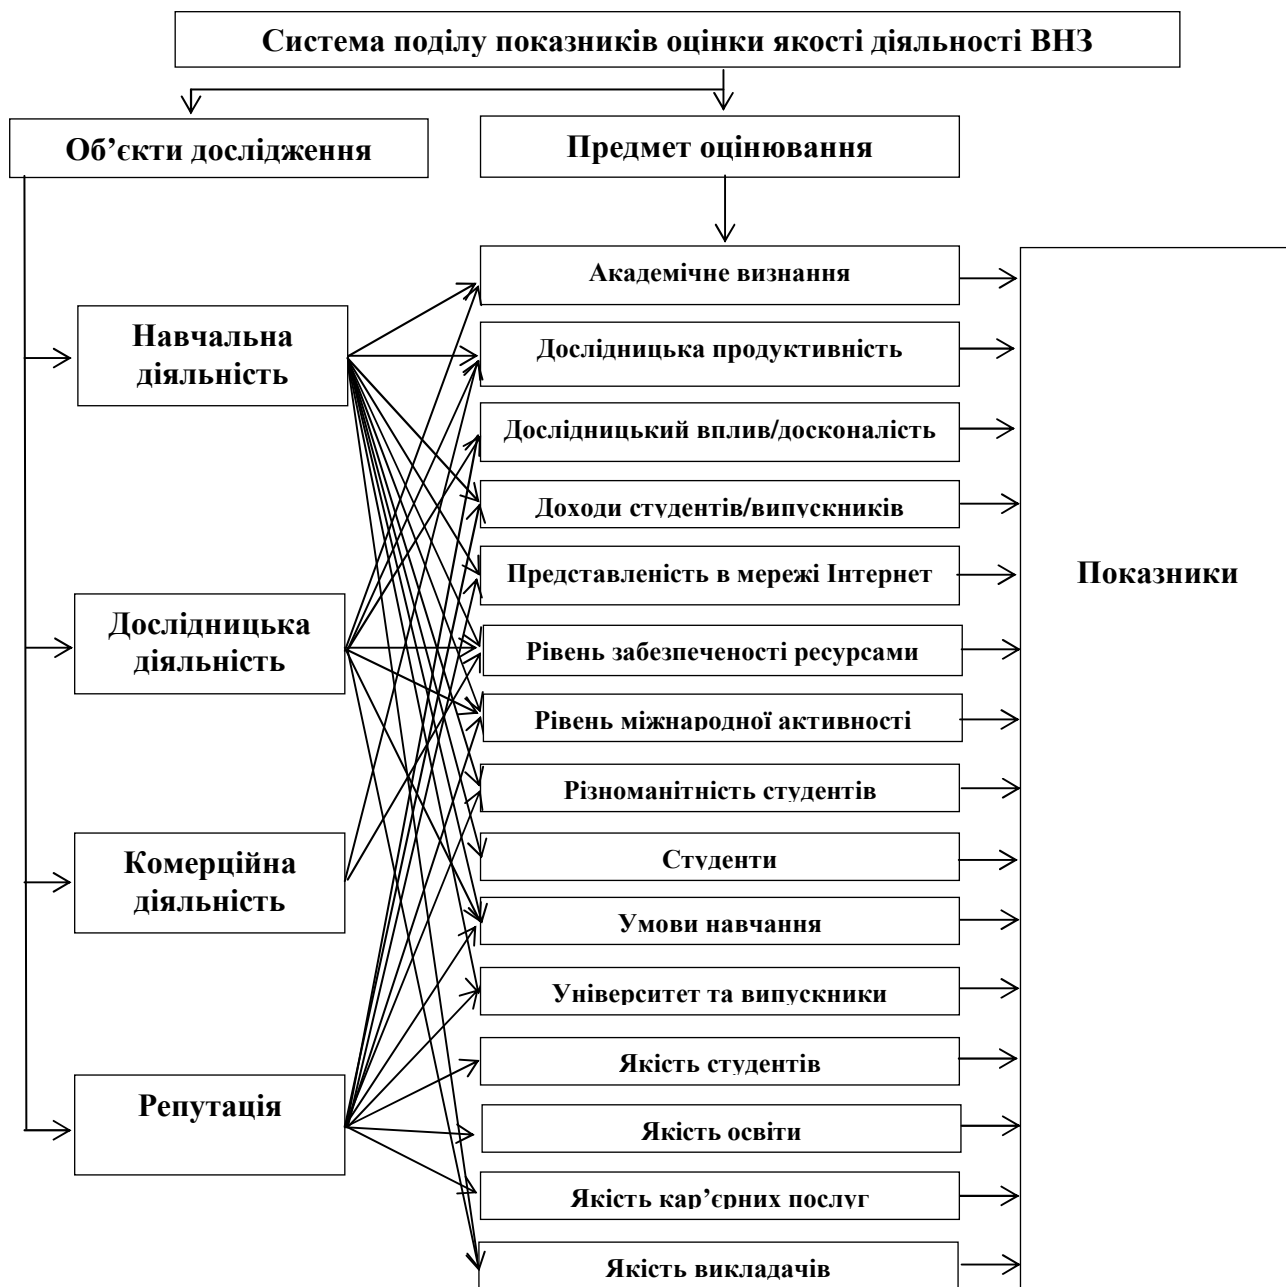 Система поділу показників оцінки якості діяльності ВНЗ
Об’єкти дослідження
Предмет оцінювання
Навчальна
діяльність
Дослідницька
діяльність
Комерційна
діяльність
Репутація
Академічне визнання
Дослідницька продуктивність
Дослідницький вплив/досконалість
Доходи студентів/випускників
Представленість в мережі Інтернет
Рівень забезпеченості ресурсами
Рівень міжнародної активності
Різноманітність студентів
Студенти
Умови навчання
Університет та випускники
Якість студентів
Якість освіти
Якість кар’єрних послуг
Якість викладачів
Показники